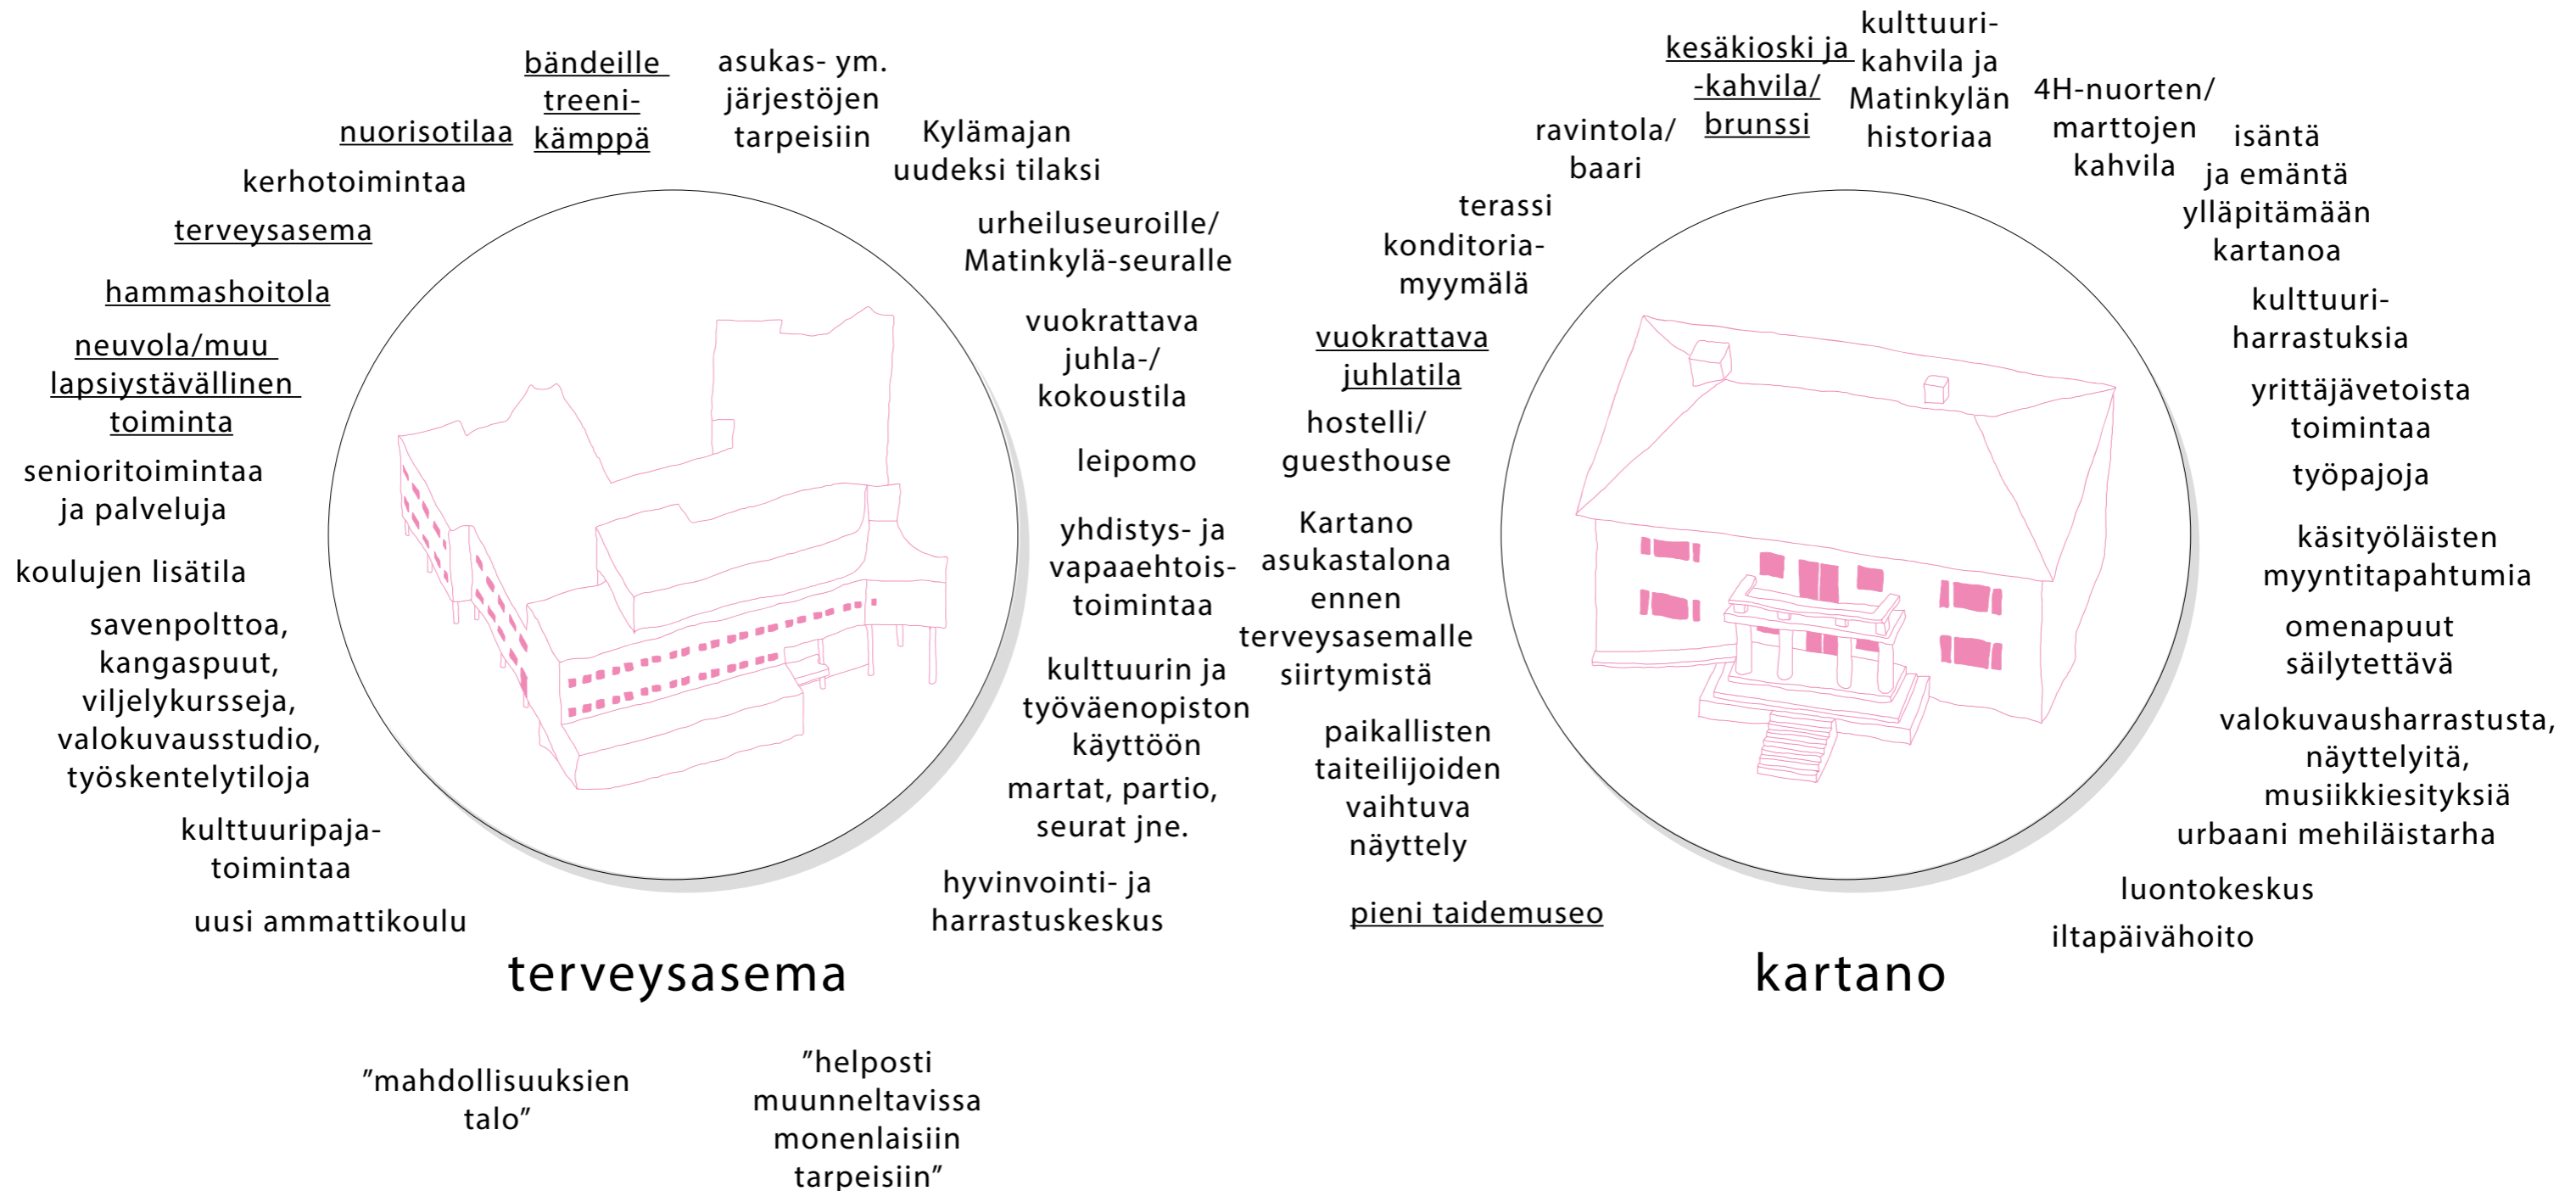 bändeille
treeni-
kämppä
asukas- ym.
järjestöjen
tarpeisiin
nuorisotilaa
Kylämajan
uudeksi tilaksi
kerhotoimintaa
terveysasema
urheiluseuroille/
Matinkylä-seuralle
hammashoitola
vuokrattava
juhla-/
kokoustila
neuvola/muu
lapsiystävällinen
toiminta
leipomo
senioritoimintaa
ja palveluja
yhdistys- ja
vapaaehtois-
toimintaa
koulujen lisätila
savenpolttoa,
kangaspuut,
viljelykursseja,
valokuvausstudio,
työskentelytiloja
kulttuurin ja
työväenopiston
käyttöön
martat, partio,
seurat jne.
kulttuuripaja-
toimintaa
hyvinvointi- ja
harrastuskeskus
uusi ammattikoulu
terveysasema
"mahdollisuuksien
talo"
"helposti
muunneltavissa
monenlaisiin
tarpeisiin"
kesäkioski ja
-kahvila/
brunssi
kulttuuri-
kahvila ja
Matinkylän
historiaa
4H-nuorten/
marttojen
kahvila
isäntä
ja emäntä
ylläpitämään
kartanoa
ravintola/
baari
terassi
konditoria-
myymälä
kulttuuri-
harrastuksia
vuokrattava
juhlatila
yrittäjävetoista
toimintaa
hostelli/
guesthouse
työpajoja
Kartano
asukastalona
ennen
terveysasemalle
siirtymistä
käsityöläisten
myyntitapahtumia
omenapuut
säilytettävä
paikallisten
taiteilijoiden
vaihtuva
näyttely
valokuvausharrastusta,
näyttelyitä,
musiikkiesityksiä
urbaani mehiläistarha
pieni taidemuseo
luontokeskus
iltapäivähoito
kartano